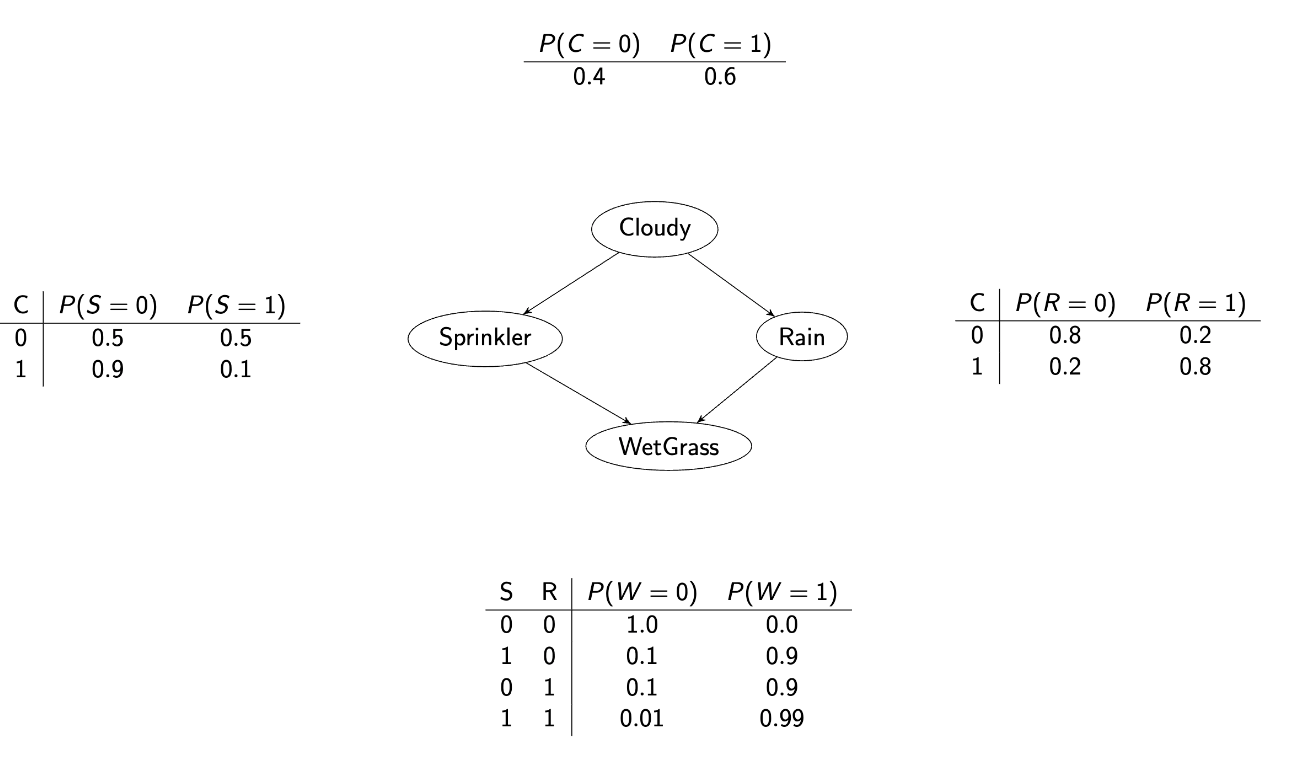 P(C = 0) P(C = 1)
0.4 0.6
Cloudy
C P(S = 0) P(S = 1)
0 0.5 0.5
1 0.9 0.1
Sprinkler
Rain
C P(R = 0) P(R = 1)
0 0.8 0.2
1 0.2 0.8
WetGrass
S R P(W = 0) P(W = 1)
0 0 1.0 0.0
1 0 0.1 0.9
0 1 0.1 0.9
1 1 0.01 0.99